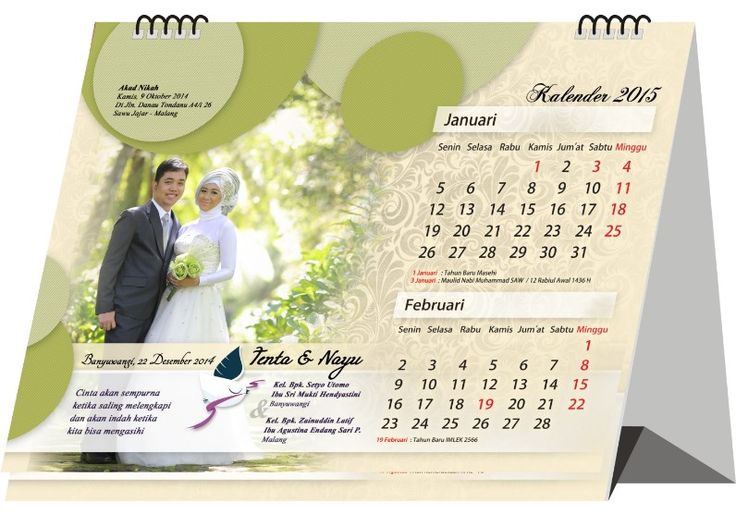 Akad Nikah
Kamis, 9 Oktober 2014
Di Jln. Danau Tondanu A4/i 26
Sawu Jajar - Malang
Kalender 2015
Januari
Senin Selasa Rabu Kamis Jum'at Sabtu Minggu
1 2 3 4
5 6 7 8 9 10 11
12 13 14 15 16 17 18
19 20 21 22 23 24 25
26 27 28 29 30 31
1 Januari : Tahun Baru Masehi
3 Januari : Maulid Nabi Muhammad SAW / 12 Rabiul Awal 1436 H
Februari
Senin Selasa Rabu Kamis Jum'at Sabtu Minggu
1
2 3 4 5 6 7 8
9 10 11 12 13 14 15
16 17 18 19 20 21 22
23 24 25 26 27 28
19 Februari : Tahun Baru IMLEK 2566
Banyuwangi, 22 Desember 2014
Tenta & Nayu
Cinta akan sempurna
ketika saling melengkapi
dan akan indah ketika
kita bisa mengasihi
Kel. Bpk. Setyo Utomo
Ibu Sri Mukti Hendyastini
Banyuwangi
&
Kel. Bpk. Zainuddin Latif
Ibu Agustina Endang Sari P.
Malang